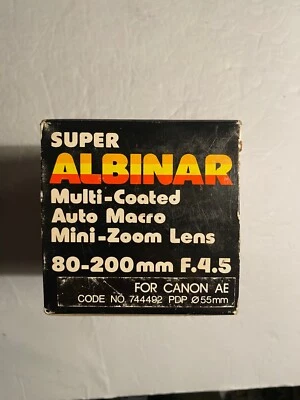 SUPER
ALBINAR
Multi-Coated
Auto Macro
Mini-Zoom Lens
80-200mm F.4.5
FOR CANON AE
CODE NO. 744492 PDP Ø55mm